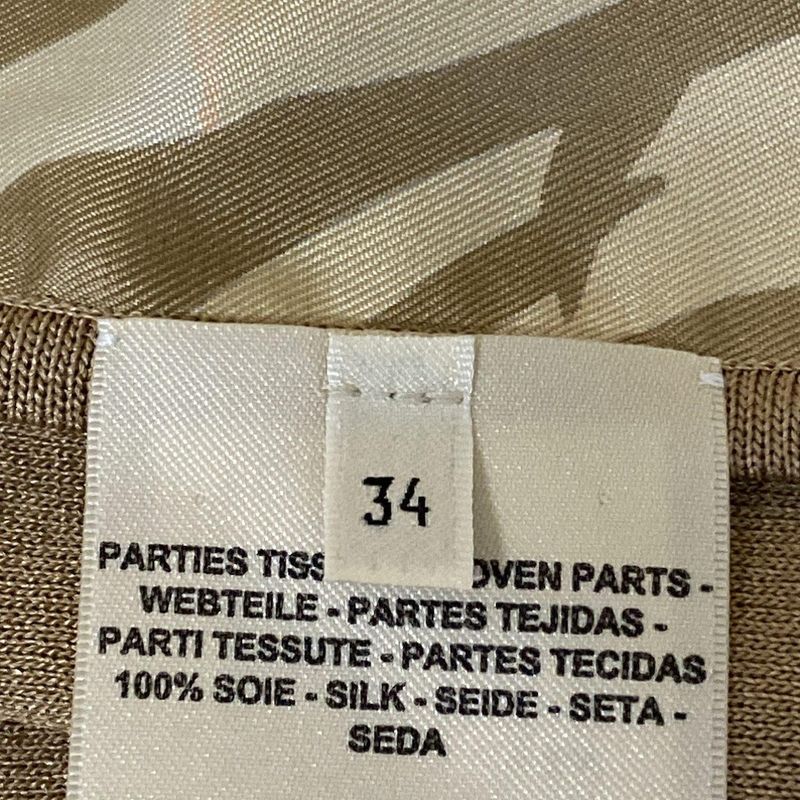 34
PARTIES TISS OVEN PARTS -
WEBTEILE - PARTES TEJIDAS -
PARTI TESSUTE - PARTES TECIDAS
100% SOIE - SILK - SEIDE - SETA -
SEDA